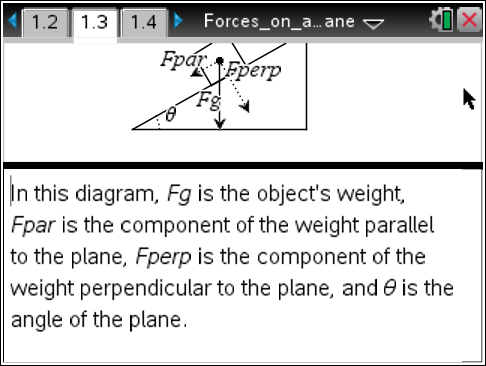 1.2 1.3 1.4 Forces_on_a…ane
Fpar
Fperp
Fg
θ
In this diagram, Fg is the object's weight,
Fpar is the component of the weight parallel
to the plane, Fperp is the component of the
weight perpendicular to the plane, and θ is the
angle of the plane.